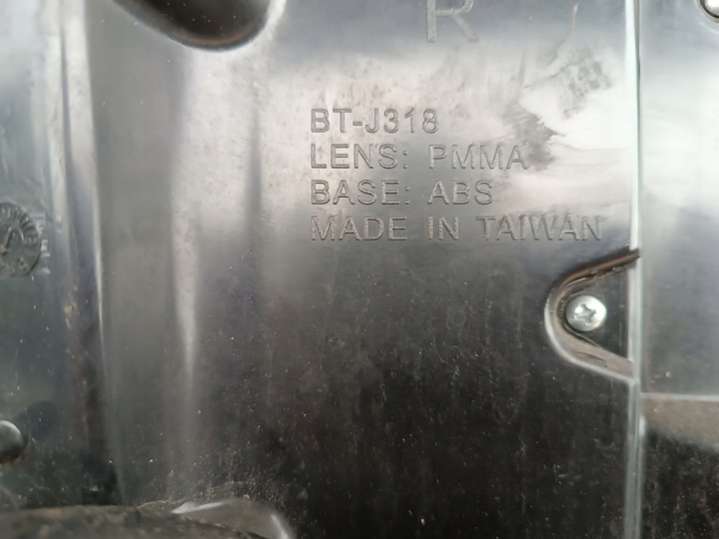 R
BT-J318
LENS: PMMA
BASE: ABS
MADE IN TAIWAN